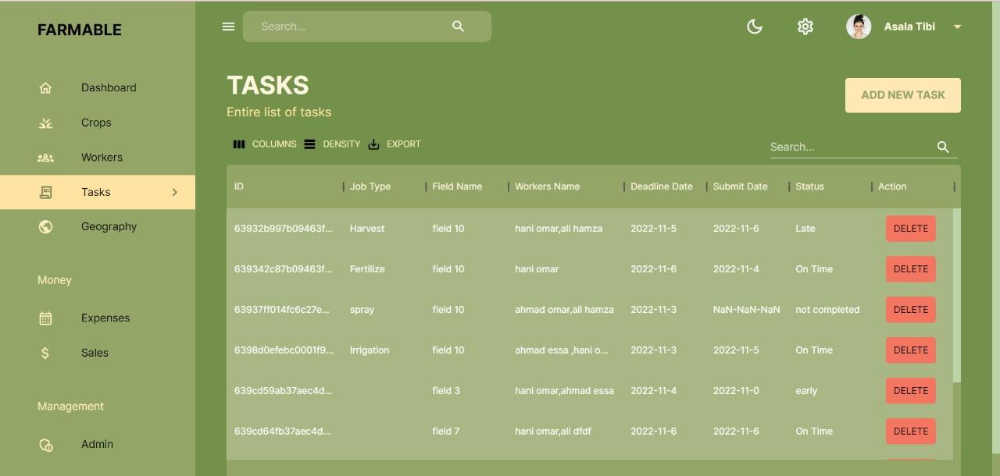 FARMABLE
Search...
Asala Tibi
Dashboard
Crops
Workers
Tasks
Geography
Money
Expenses
Sales
Management
Admin
TASKS
Entire list of tasks
ADD NEW TASK
COLUMNS DENSITY EXPORT
Search...
ID Job Type Field Name Workers Name Deadline Date Submit Date Status Action
63932b997b09463f... Harvest field 10 hani omar,ali hamza 2022-11-5 2022-11-6 Late DELETE
639342c87b09463f... Fertilize field 10 hani omar 2022-11-6 2022-11-4 On Time DELETE
63937ff014fc6c27e... spray field 10 ahmad omar,ali hamza 2022-11-3 NaN-NaN-NaN not completed DELETE
6398d0efebc0001f9... Irrigation field 10 ahmad essa ,hani o... 2022-11-3 2022-11-5 On Time DELETE
639cd59ab37aec4d... field 3 hani omar,ahmad essa 2022-11-4 2022-11-0 early DELETE
639cd64fb37aec4d... field 7 hani omar,ali dfdf 2022-11-6 2022-11-6 On Time DELETE